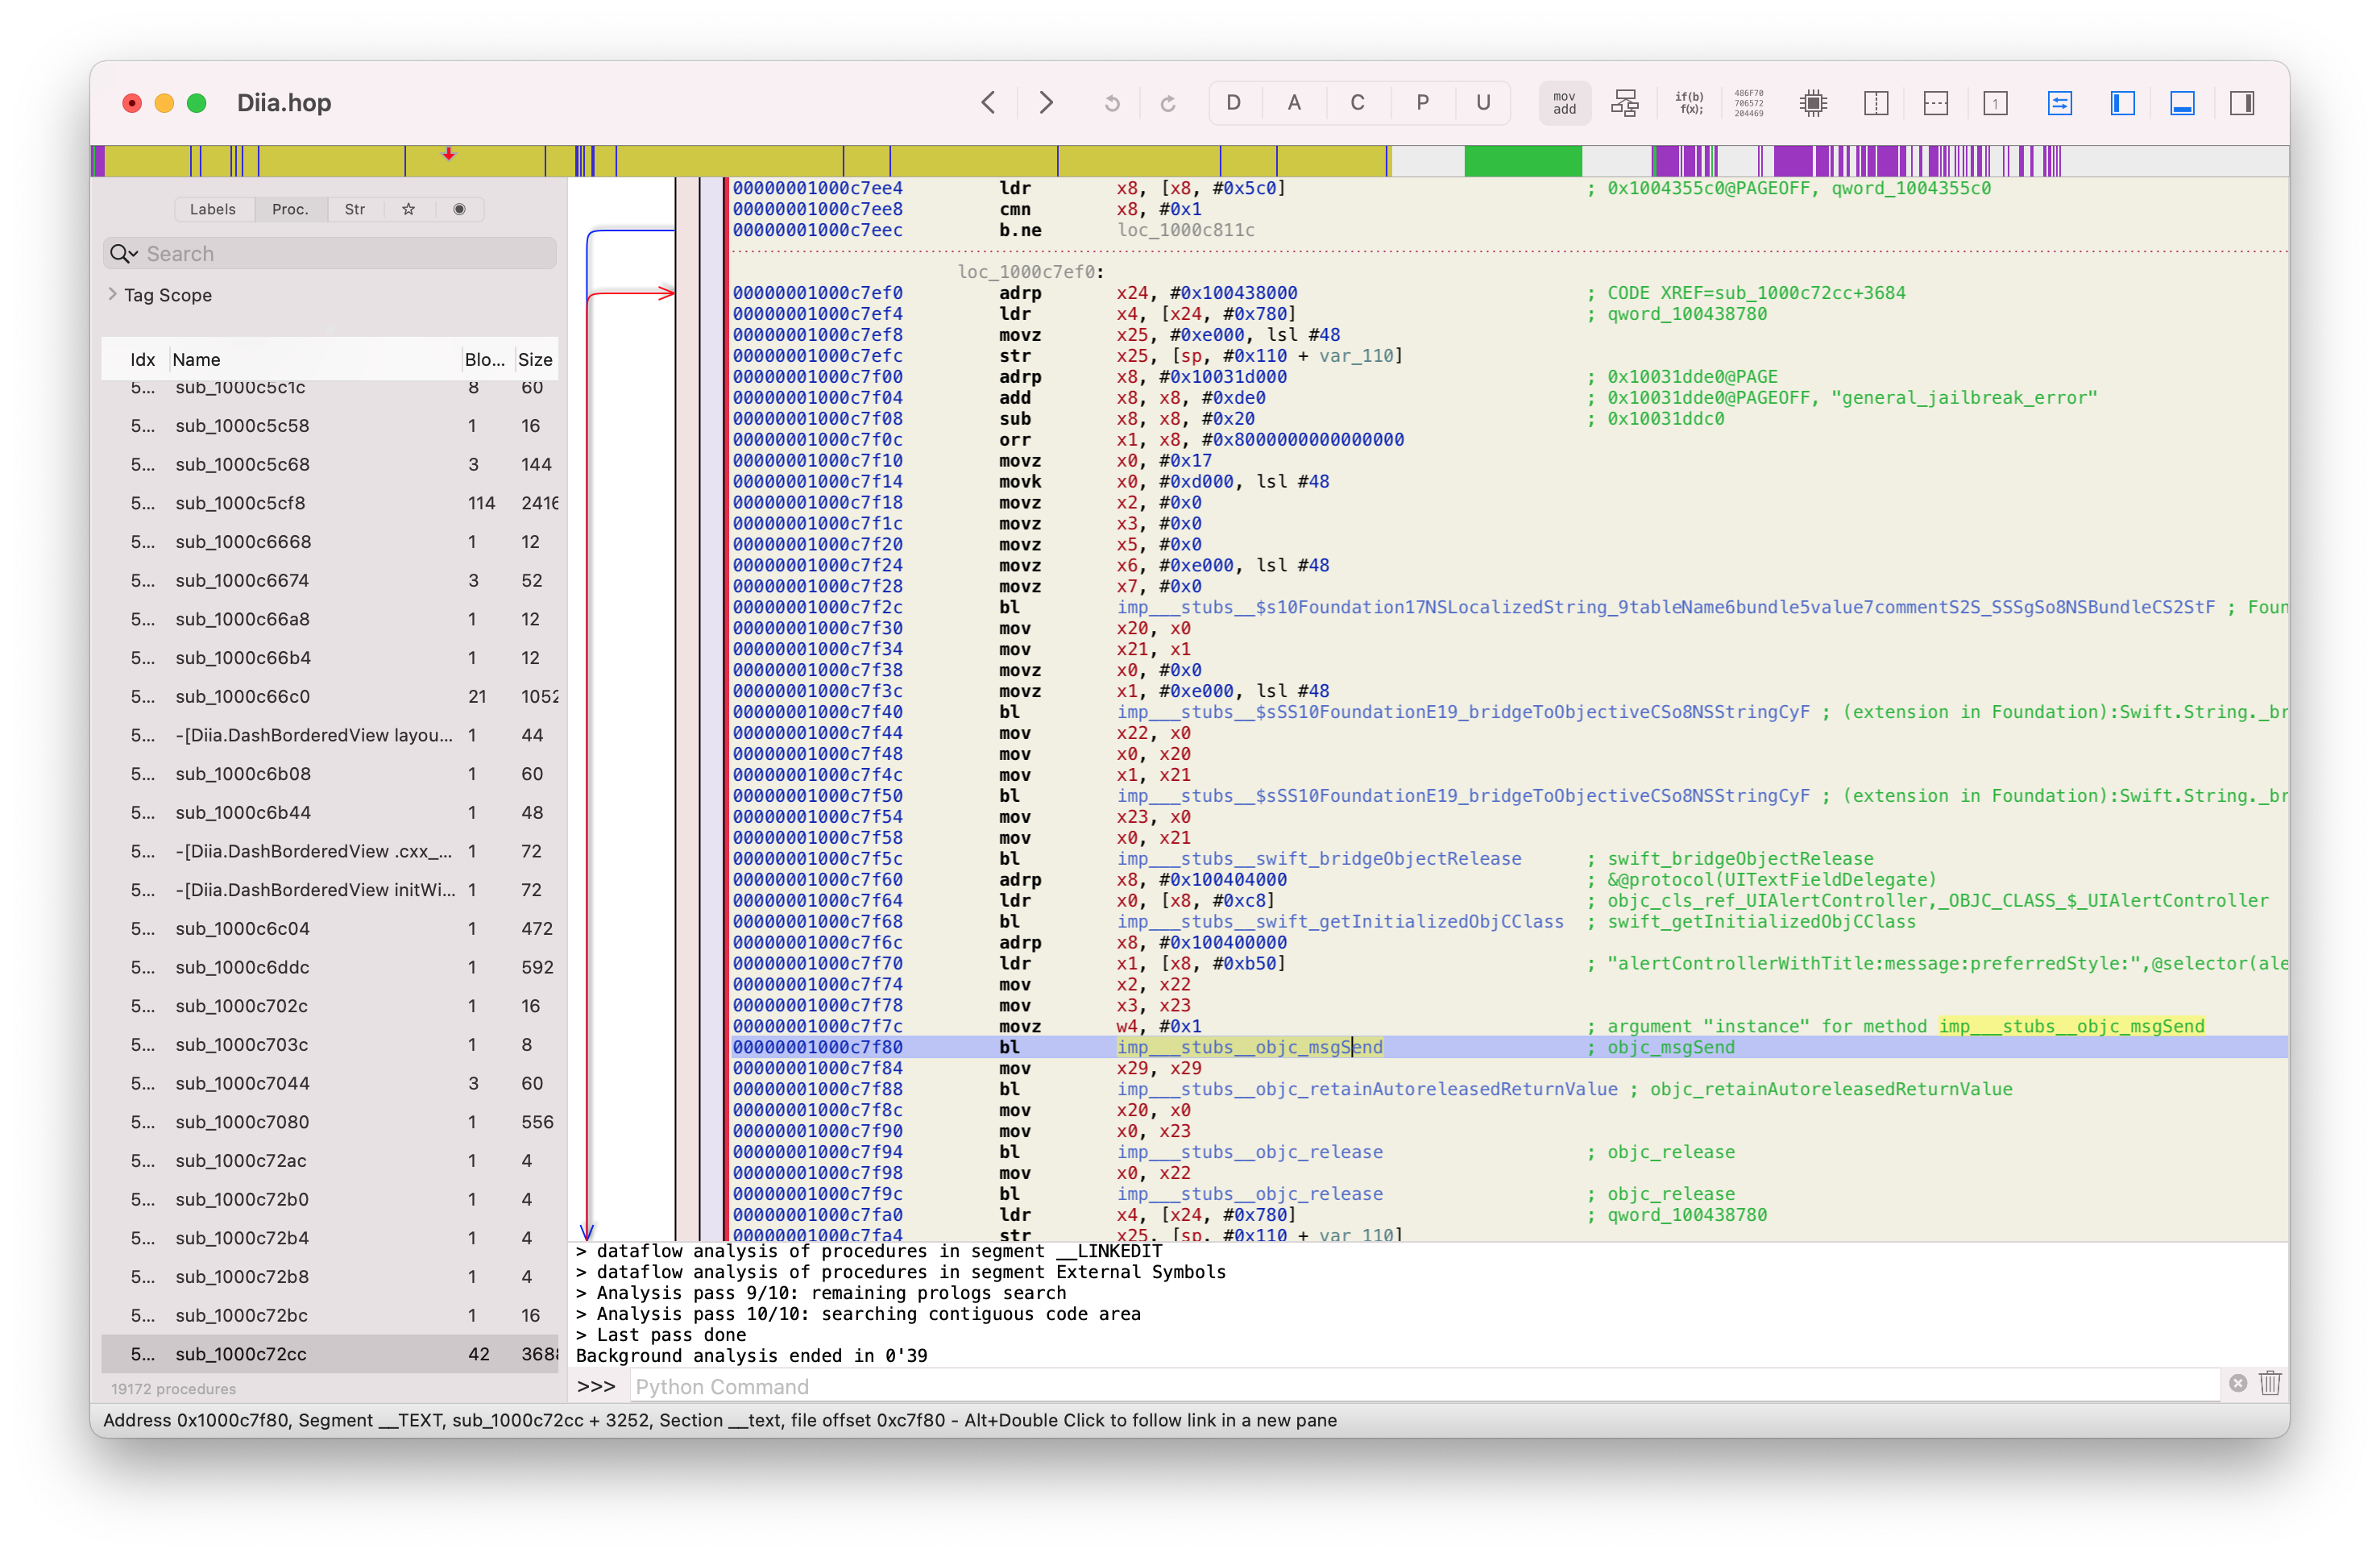 Diia.hop
D A C P U
mov add
if(b) f(x);
486F70 706572 204469
1
Labels Proc. Str
Search
Tag Scope
Idx Name Blo... Size
5... sub_1000c5c1c 8 60
5... sub_1000c5c58 1 16
5... sub_1000c5c68 3 144
5... sub_1000c5cf8 114 2416
5... sub_1000c6668 1 12
5... sub_1000c6674 3 52
5... sub_1000c66a8 1 12
5... sub_1000c66b4 1 12
5... sub_1000c66c0 21 1052
5... -[Diia.DashBorderedView layou... 1 44
5... sub_1000c6b08 1 60
5... sub_1000c6b44 1 48
5... -[Diia.DashBorderedView .cxx_... 1 72
5... -[Diia.DashBorderedView initWi... 1 72
5... sub_1000c6c04 1 472
5... sub_1000c6ddc 1 592
5... sub_1000c702c 1 16
5... sub_1000c703c 1 8
5... sub_1000c7044 3 60
5... sub_1000c7080 1 556
5... sub_1000c72ac 1 4
5... sub_1000c72b0 1 4
5... sub_1000c72b4 1 4
5... sub_1000c72b8 1 4
5... sub_1000c72bc 1 16
5... sub_1000c72cc 42 368
19172 procedures
00000001000c7ee4 ldr x8, [x8, #0x5c0] ; 0x1004355c0@PAGEOFF, qword_1004355c0
00000001000c7ee8 cmn x8, #0x1
00000001000c7eec b.ne loc_1000c811c
loc_1000c7ef0:
00000001000c7ef0 adrp x24, #0x100438000 ; CODE XREF=sub_1000c72cc+3684
00000001000c7ef4 ldr x4, [x24, #0x780] ; qword_100438780
00000001000c7ef8 movz x25, #0xe000, lsl #48
00000001000c7efc str x25, [sp, #0x110 + var_110]
00000001000c7f00 adrp x8, #0x10031d000 ; 0x10031dde0@PAGE
00000001000c7f04 add x8, x8, #0xde0 ; 0x10031dde0@PAGEOFF, "general_jailbreak_error"
00000001000c7f08 sub x8, x8, #0x20 ; 0x10031ddc0
00000001000c7f0c orr x1, x8, #0x8000000000000000
00000001000c7f10 movz x0, #0x17
00000001000c7f14 movk x0, #0xd000, lsl #48
00000001000c7f18 movz x2, #0x0
00000001000c7f1c movz x3, #0x0
00000001000c7f20 movz x5, #0x0
00000001000c7f24 movz x6, #0xe000, lsl #48
00000001000c7f28 movz x7, #0x0
00000001000c7f2c bl imp___stubs__$s10Foundation17NSLocalizedString_9tableName6bundle5value7commentS2S_SSSgSo8NSBundleCS2StF ; Foun
00000001000c7f30 mov x20, x0
00000001000c7f34 mov x21, x1
00000001000c7f38 movz x0, #0x0
00000001000c7f3c movz x1, #0xe000, lsl #48
00000001000c7f40 bl imp___stubs__$sSS10FoundationE19_bridgeToObjectiveCSo8NSStringCyF ; (extension in Foundation):Swift.String._br
00000001000c7f44 mov x22, x0
00000001000c7f48 mov x0, x20
00000001000c7f4c mov x1, x21
00000001000c7f50 bl imp___stubs__$sSS10FoundationE19_bridgeToObjectiveCSo8NSStringCyF ; (extension in Foundation):Swift.String._br
00000001000c7f54 mov x23, x0
00000001000c7f58 mov x0, x21
00000001000c7f5c bl imp___stubs__swift_bridgeObjectRelease ; swift_bridgeObjectRelease
00000001000c7f60 adrp x8, #0x100404000 ; &@protocol(UITextFieldDelegate)
00000001000c7f64 ldr x0, [x8, #0xc8] ; objc_cls_ref_UIAlertController,_OBJC_CLASS_$_UIAlertController
00000001000c7f68 bl imp___stubs__swift_getInitializedObjCClass ; swift_getInitializedObjCClass
00000001000c7f6c adrp x8, #0x100400000
00000001000c7f70 ldr x1, [x8, #0xb50] ; "alertControllerWithTitle:message:preferredStyle:",@selector(ale
00000001000c7f74 mov x2, x22
00000001000c7f78 mov x3, x23
00000001000c7f7c movz w4, #0x1 ; argument "instance" for method imp___stubs__objc_msgSend
00000001000c7f80 bl imp___stubs__objc_msgSend ; objc_msgSend
00000001000c7f84 mov x29, x29
00000001000c7f88 bl imp___stubs__objc_retainAutoreleasedReturnValue ; objc_retainAutoreleasedReturnValue
00000001000c7f8c mov x20, x0
00000001000c7f90 mov x0, x23
00000001000c7f94 bl imp___stubs__objc_release ; objc_release
00000001000c7f98 mov x0, x22
00000001000c7f9c bl imp___stubs__objc_release ; objc_release
00000001000c7fa0 ldr x4, [x24, #0x780] ; qword_100438780
00000001000c7fa4 str x25, [sp, #0x110 + var_110]
> dataflow analysis of procedures in segment __LINKEDIT
> dataflow analysis of procedures in segment External Symbols
> Analysis pass 9/10: remaining prologs search
> Analysis pass 10/10: searching contiguous code area
> Last pass done
Background analysis ended in 0'39
>>> Python Command
Address 0x1000c7f80, Segment __TEXT, sub_1000c72cc + 3252, Section __text, file offset 0xc7f80 - Alt+Double Click to follow link in a new pane